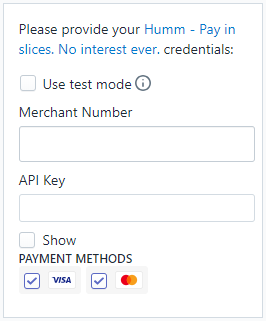 Please provide your Humm - Pay in
slices. No interest ever. credentials:
Use test mode
Merchant Number
API Key
Show
PAYMENT METHODS
VISA